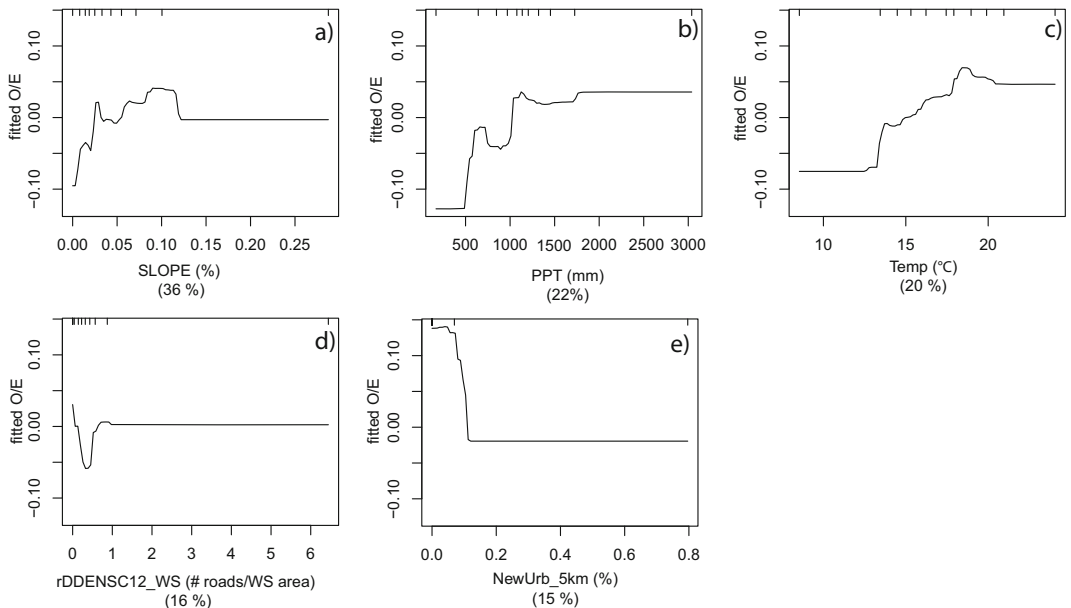 a)
fitted O/E
0.10
0.00
−0.10
0.00 0.05 0.10 0.15 0.20 0.25
SLOPE (%)
(36 %)
b)
fitted O/E
0.10
0.00
−0.10
500 1000 1500 2000 2500 3000
PPT (mm)
(22%)
c)
fitted O/E
0.10
0.00
−0.10
10 15 20
Temp (°C)
(20 %)
d)
fitted O/E
0.10
0.00
−0.10
0 1 2 3 4 5 6
rDDENSC12_WS (# roads/WS area)
(16 %)
e)
fitted O/E
0.10
0.00
−0.10
0.0 0.2 0.4 0.6 0.8
NewUrb_5km (%)
(15 %)